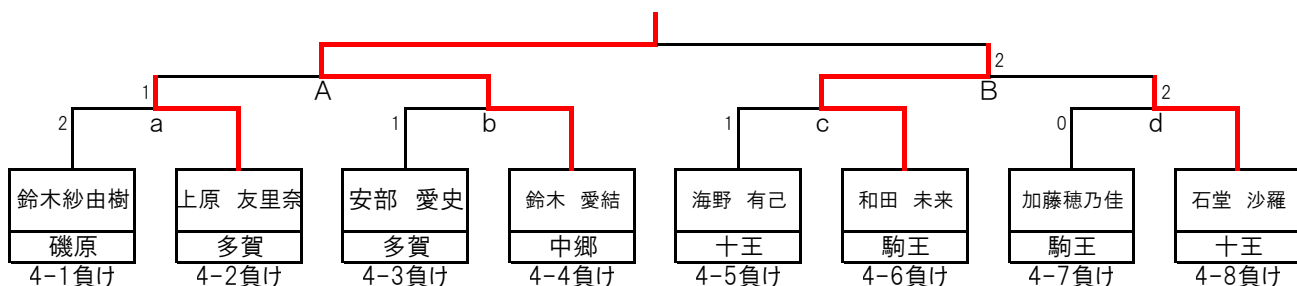 2
1 A B 2
2 a 1 b 1 c 0 d
鈴木紗由樹 上原 友里奈 安部 愛史 鈴木 愛結 海野 有己 和田 未来 加藤穂乃佳 石堂 沙羅
磯原 多賀 多賀 中郷 十王 駒王 駒王 十王
4-1負け 4-2負け 4-3負け 4-4負け 4-5負け 4-6負け 4-7負け 4-8負け